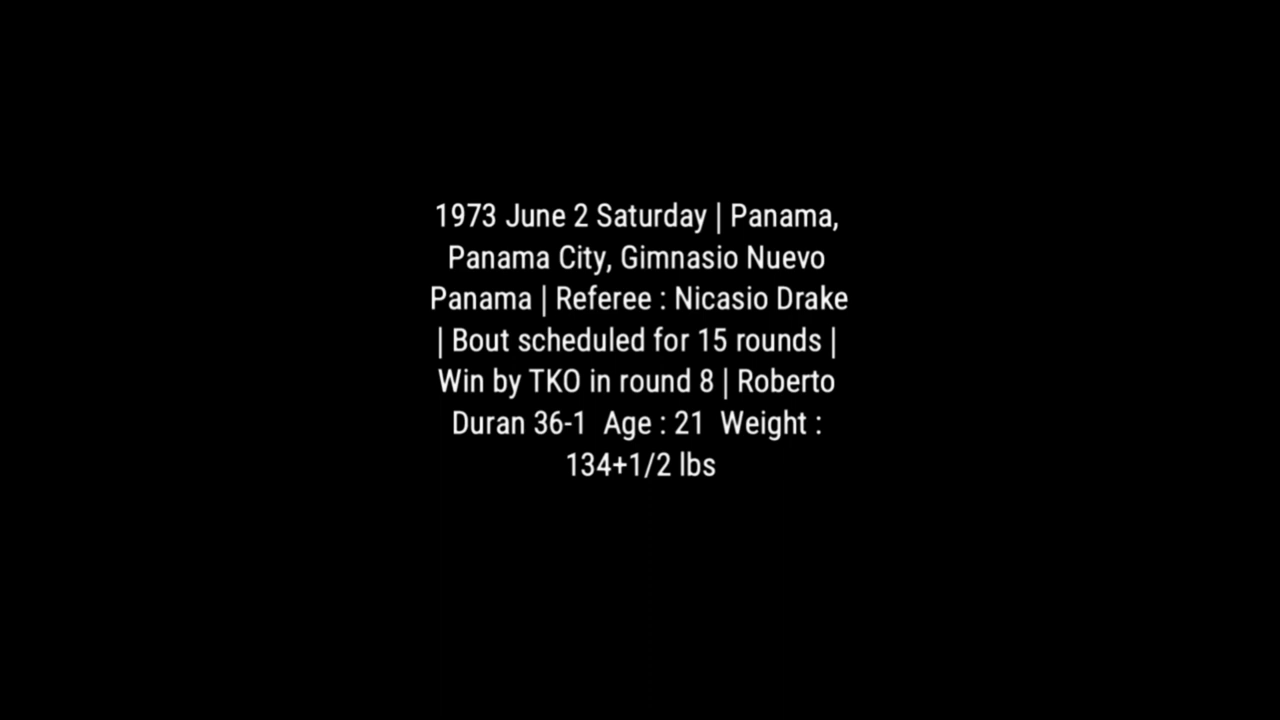 1973 June 2 Saturday | Panama,
Panama City, Gimnasio Nuevo
Panama | Referee : Nicasio Drake
| Bout scheduled for 15 rounds |
Win by TKO in round 8 | Roberto
Duran 36-1  Age : 21  Weight :
134+1/2 lbs